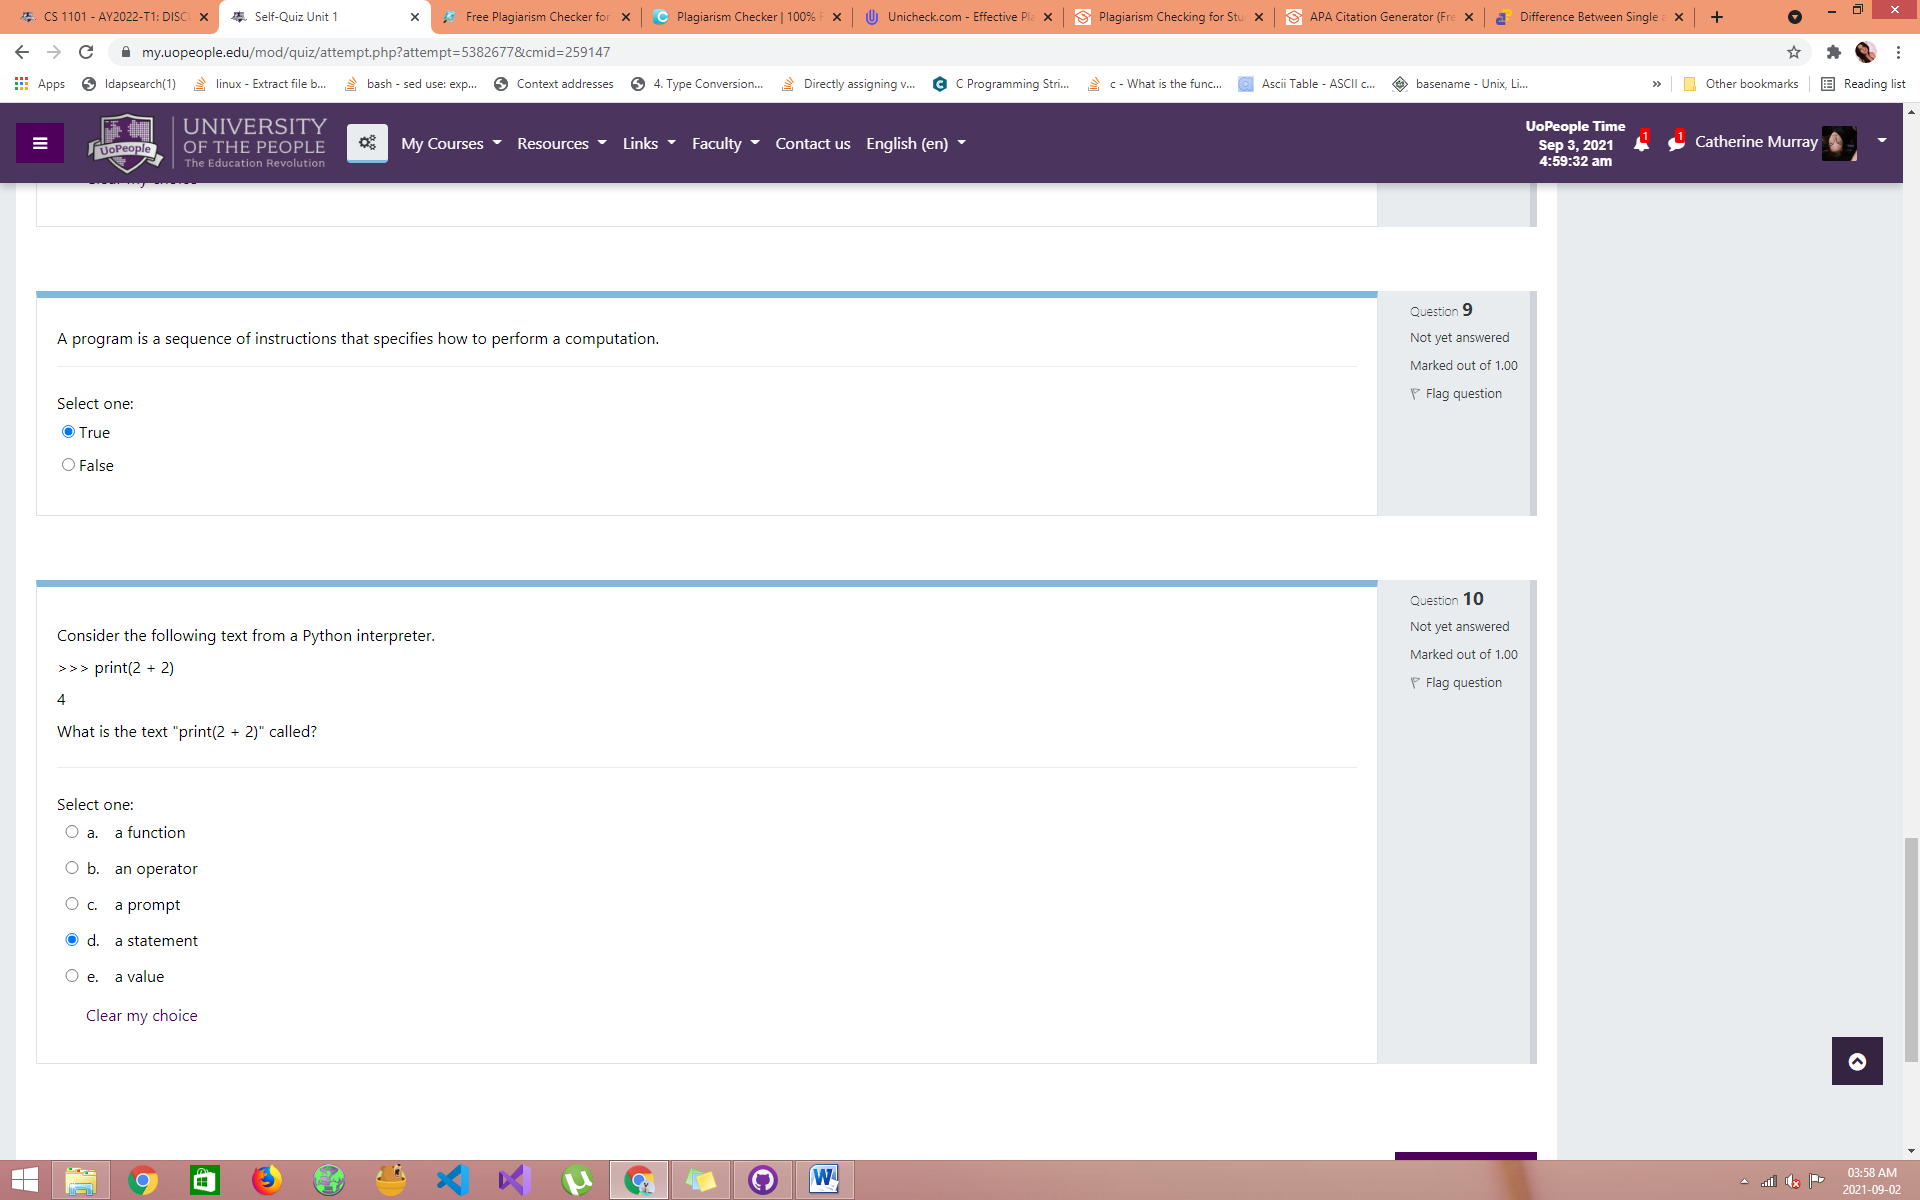 CS 1101 - AY2022-T1: DISC
Self-Quiz Unit 1
Free Plagiarism Checker for
Plagiarism Checker | 100% F
Unicheck.com - Effective Pla
Plagiarism Checking for Stu
APA Citation Generator (Fre
Difference Between Single a
my.uopeople.edu/mod/quiz/attempt.php?attempt=5382677&cmid=259147
Apps
ldapsearch(1)
linux - Extract file b...
bash - sed use: exp...
Context addresses
4. Type Conversion...
Directly assigning v...
C Programming Stri...
c - What is the func...
Ascii Table - ASCII c...
basename - Unix, Li...
»
Other bookmarks
Reading list
UoPeople
UNIVERSITY
OF THE PEOPLE
The Education Revolution
My Courses
Resources
Links
Faculty
Contact us
English (en)
UoPeople Time
Sep 3, 2021
4:59:32 am
1
1
Catherine Murray
A program is a sequence of instructions that specifies how to perform a computation.
Select one:
True
False
Question 9
Not yet answered
Marked out of 1.00
Flag question
Consider the following text from a Python interpreter.
>>> print(2 + 2)
4
What is the text "print(2 + 2)" called?
Select one:
a. a function
b. an operator
c. a prompt
d. a statement
e. a value
Clear my choice
Question 10
Not yet answered
Marked out of 1.00
Flag question
03:58 AM
2021-09-02